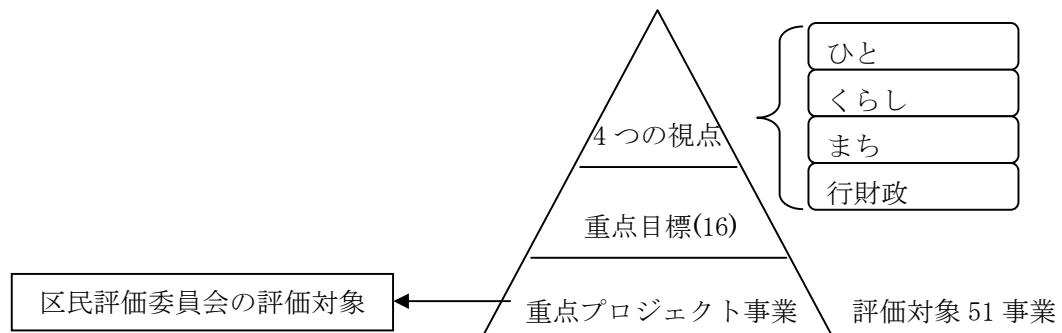 ひと
くらし
4つの視点
まち
行財政
重点目標(16)
区民評価委員会の評価対象
重点プロジェクト事業
評価対象 51 事業